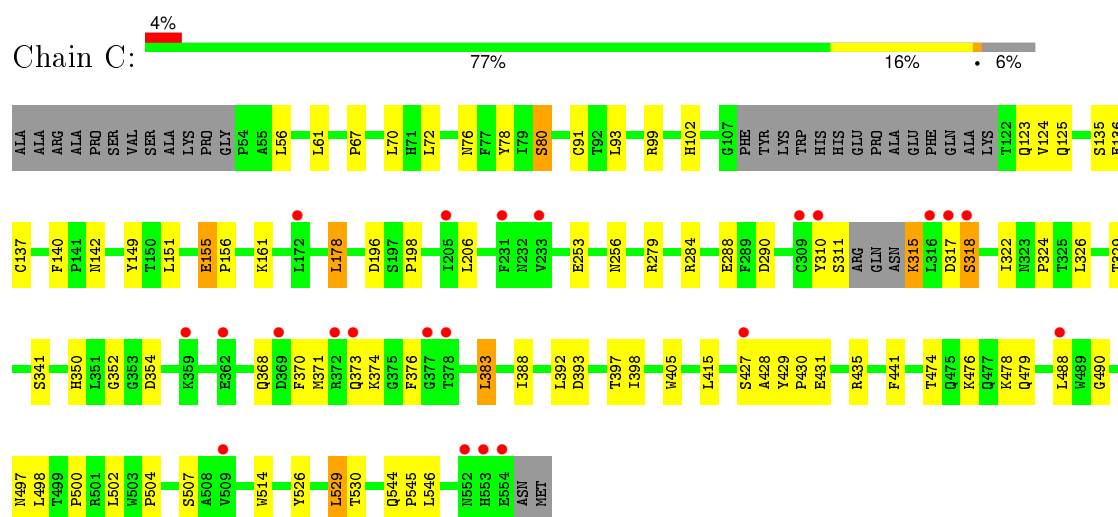 4%
Chain C:
77% 16% • 6%
ALA ALA ARG ALA PRO SER VAL SER ALA LYS PRO GLY P54 A55 L56 L61 P67 L70 H71 L72 N76 F77 Y78 I79 S80 C91 T92 L93 R99 H102 G107 PHE TYR LYS TRP HIS HIS GLU PRO ALA GLU PHE GLN ALA LYS T122 Q123 V124 Q125 S135 E136
C137 F140 P141 N142 Y149 T150 L151 E155 P156 K161 L172 L178 D196 S197 P198 I205 L206 F231 N232 V233 E253 N256 R279 R284 E288 F289 D290 C309 Y310 S311 ARG GLN ASN K315 L316 D317 S318 I322 N323 P324 T325 L326
S341 H350 L351 G352 G353 D354 K359 E362 Q368 D369 F370 M371 R372 Q373 K374 G375 F376 G377 T378 L383 I388 L392 D393 T397 I398 W405 L415 S427 A428 Y429 P430 E431 R435 F441 T474 Q475 K476 Q477 K478 Q479 L488 W489 G490
N497 L498 T499 P500 R501 L502 W503 P504 S507 A508 V509 W514 Y526 L529 T530 Q544 P545 L546 N552 H553 E554 ASN MET